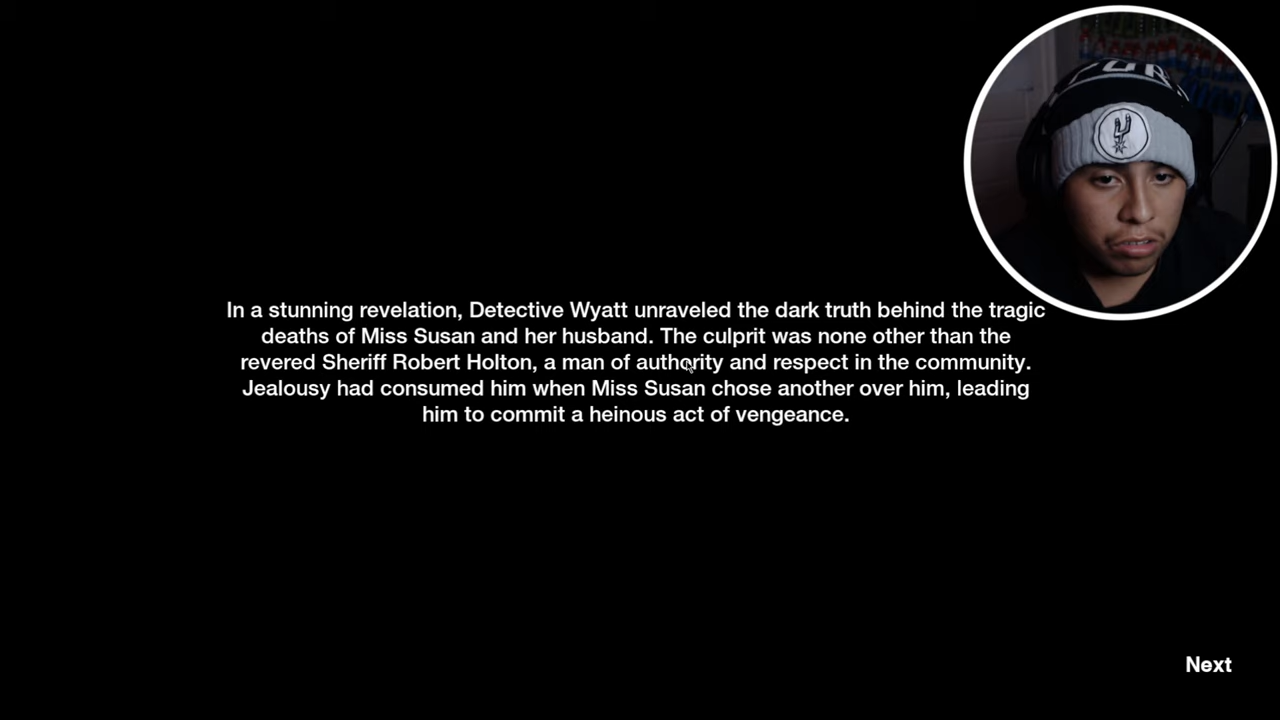 In a stunning revelation, Detective Wyatt unraveled the dark truth behind the tragic
deaths of Miss Susan and her husband. The culprit was none other than the
revered Sheriff Robert Holton, a man of authority and respect in the community.
Jealousy had consumed him when Miss Susan chose another over him, leading
him to commit a heinous act of vengeance.
Next